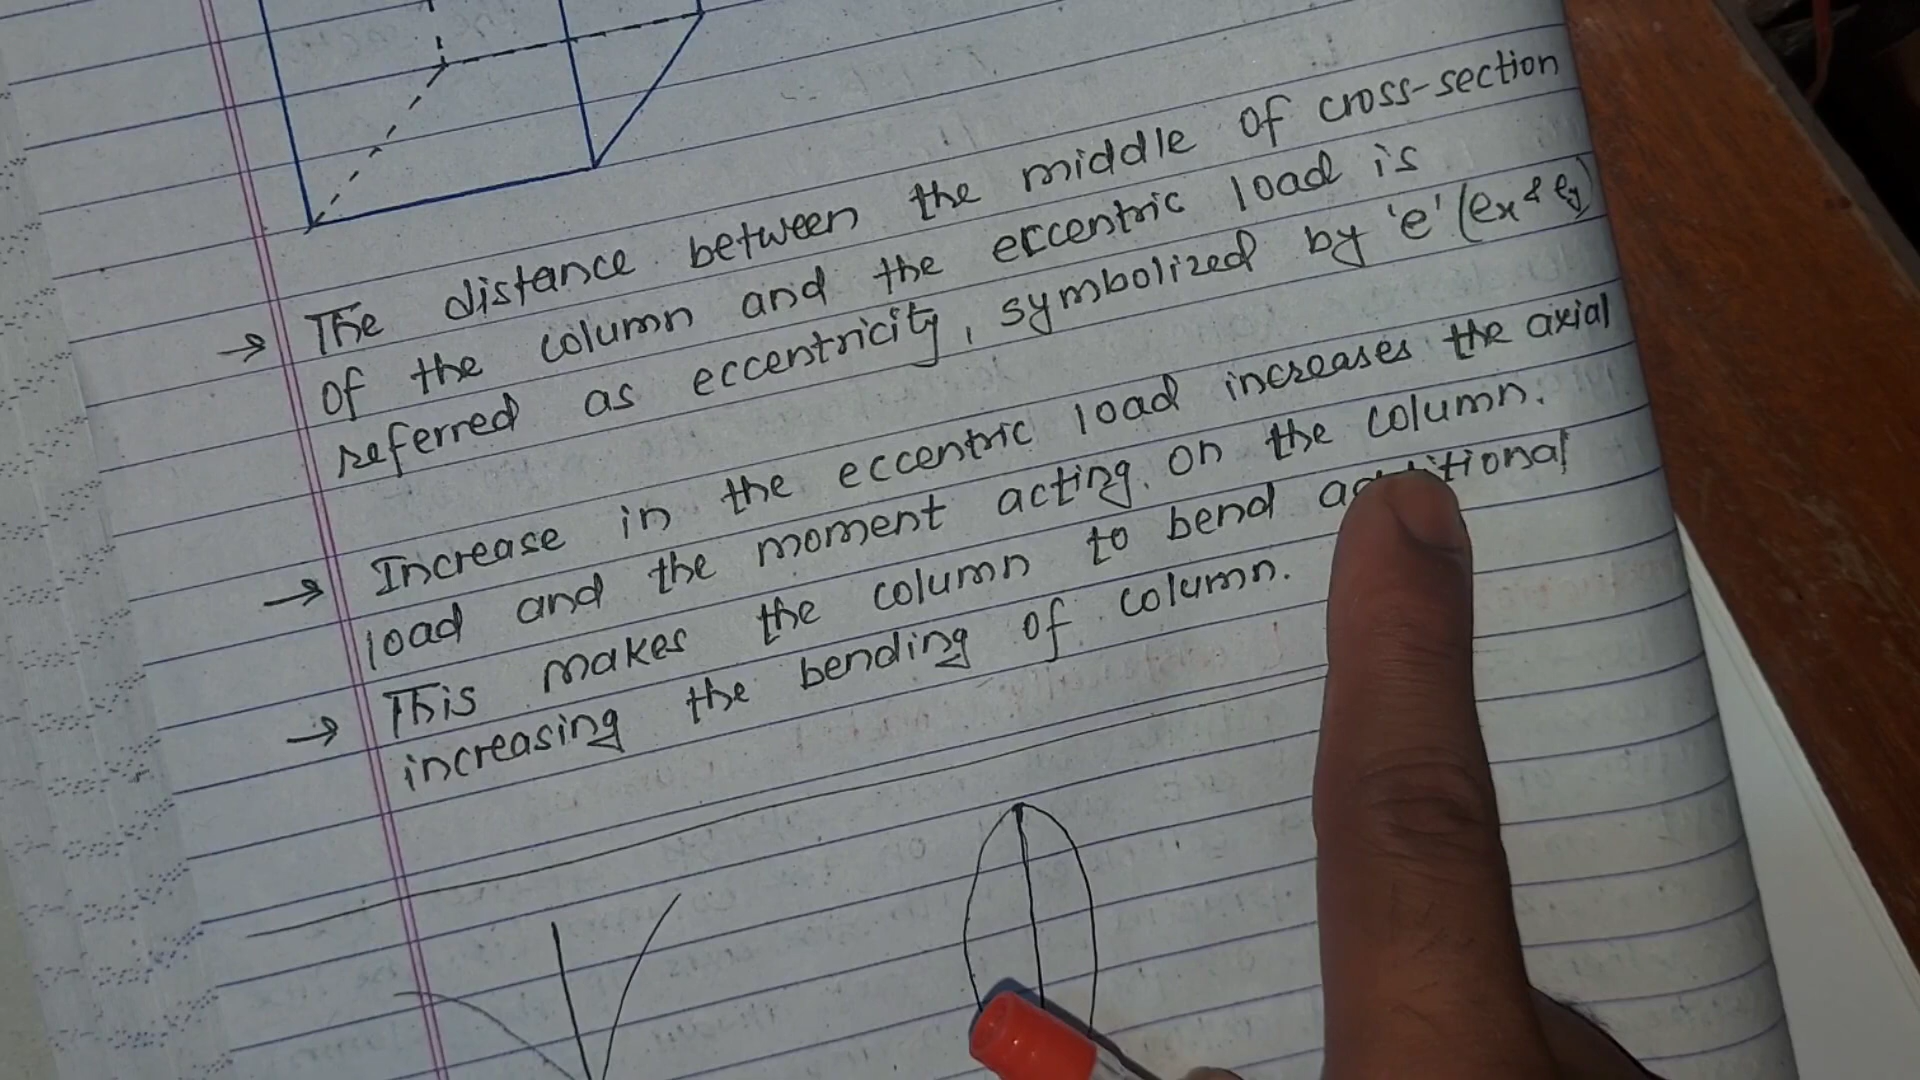 → The distance between the middle of cross-section
of the column and the eccentric load is
referred as eccentricity, symbolized by 'e' (ex & ey)
→ Increase in the eccentric load increases the axial
load and the moment acting. on the column.
→ This makes the column to bend additional
increasing the bending of column.